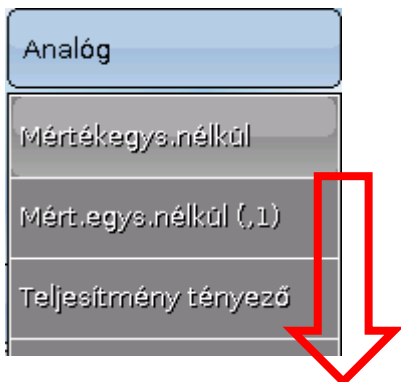 Analóg
Mértékegys.nélkül
Mért.egys.nélkül (,1)
Teljesítmény tényező